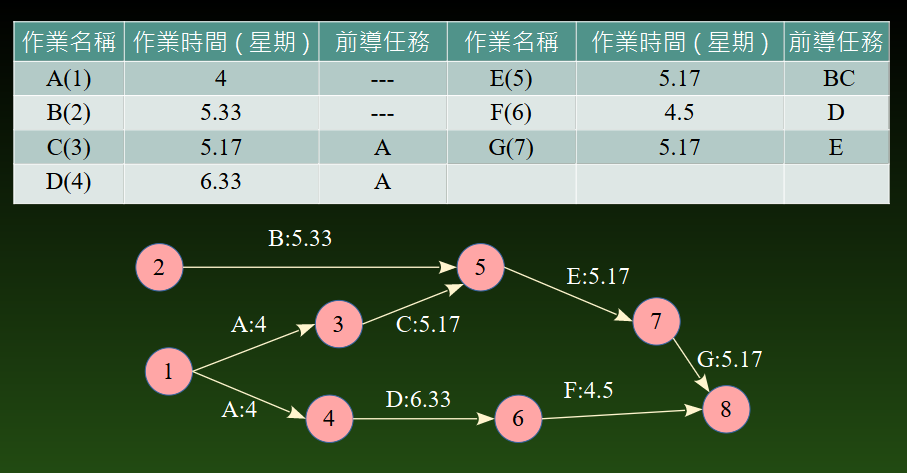 作業名稱 作業時間 ( 星期 ) 前導任務 作業名稱 作業時間 ( 星期 ) 前導任務
A(1) 4 --- E(5) 5.17 BC
B(2) 5.33 --- F(6) 4.5 D
C(3) 5.17 A G(7) 5.17 E
D(4) 6.33 A
B:5.33
2
5
E:5.17
A:4
3
C:5.17
7
1
G:5.17
A:4
4
D:6.33
6
F:4.5
8